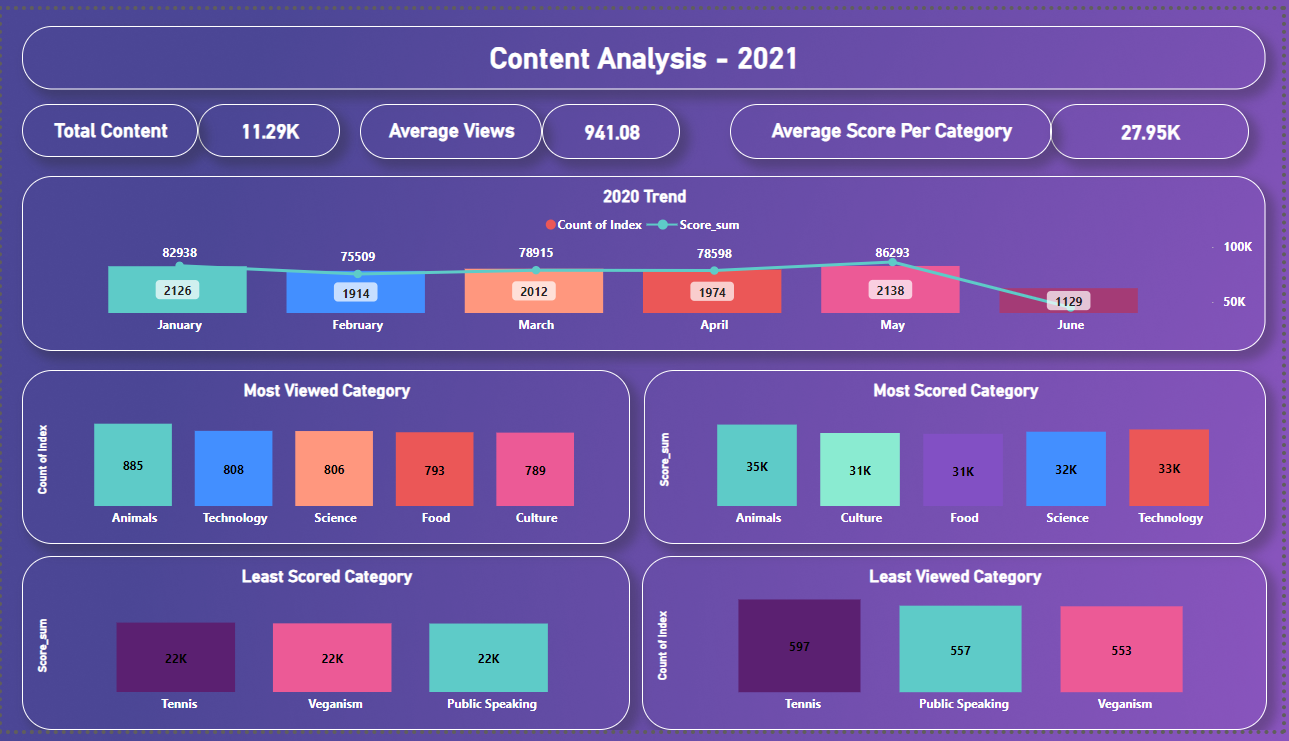 Content Analysis - 2021
Total Content 11.29K Average Views 941.08 Average Score Per Category 27.95K
2020 Trend
Count of Index Score_sum
82938 75509 78915 78598 86293 100K
2126 1914 2012 1974 2138 1129 50K
January February March April May June
Most Viewed Category
Count of Index
885 808 806 793 789
Animals Technology Science Food Culture
Most Scored Category
Score_sum
35K 31K 31K 32K 33K
Animals Culture Food Science Technology
Least Scored Category
Score_sum
22K 22K 22K
Tennis Veganism Public Speaking
Least Viewed Category
Count of Index
597 557 553
Tennis Public Speaking Veganism